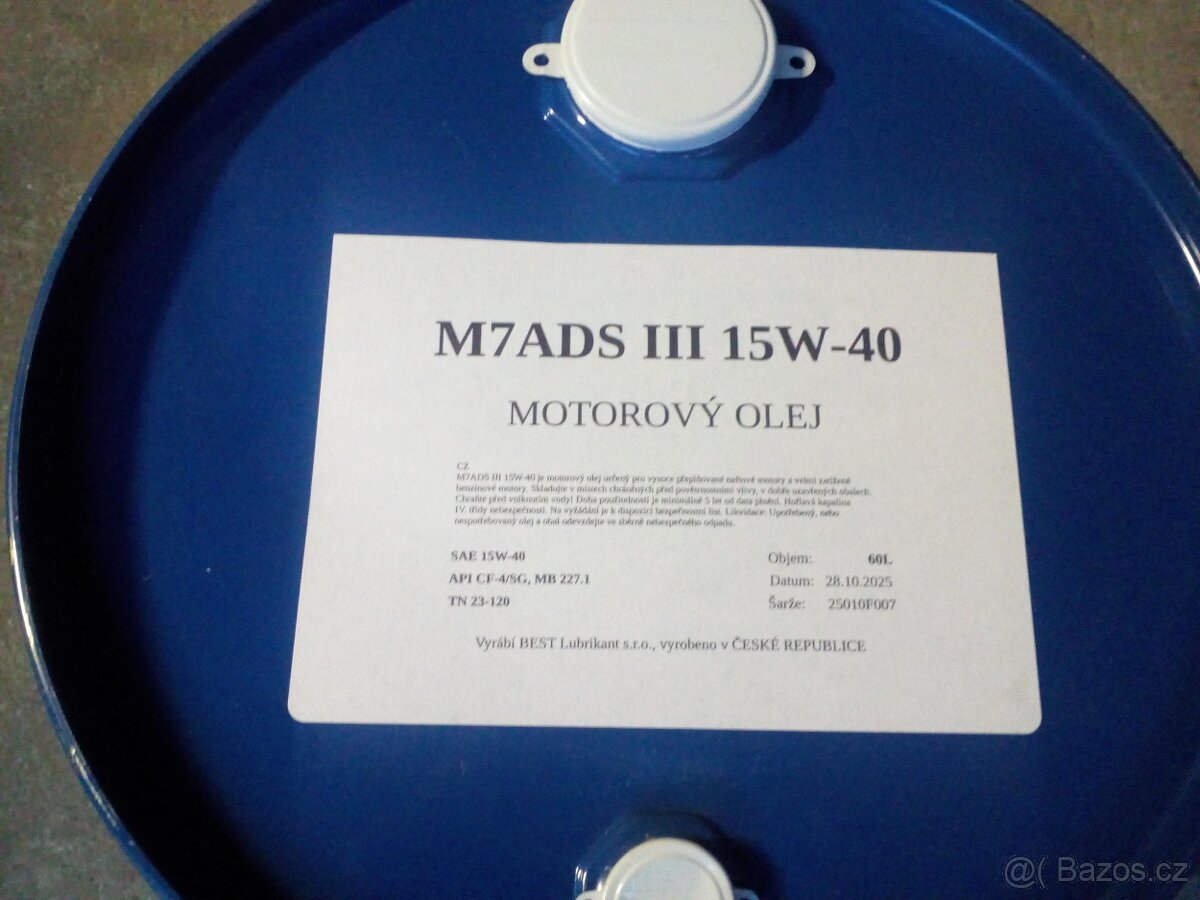 M7ADS III 15W-40
MOTOROVÝ OLEJ
CZ
M7ADS III 15W-40 je motorový olej určený pro vysoce přeplňované naftové motory a velmi zatížené
benzinové motory. Skladujte v místech chráněných před povětrnostními vlivy, v dobře uzavřených obalech.
Chraňte před vniknutím vody! Doba použitelnosti je minimálně 5 let od data plnění. Hořlavá kapalina
IV. třídy nebezpečnosti. Na vyžádání je k dispozici bezpečnostní list. Likvidace: Upotřebený, nebo
nespotřebovaný olej a obal odevzdejte ve sběrně nebezpečného odpadu.
SAE 15W-40 Objem: 60L
API CF-4/SG, MB 227.1 Datum: 28.10.2025
TN 23-120 Šarže: 25010F007
Vyrábí BEST Lubrikant s.r.o., vyrobeno v ČESKÉ REPUBLICE
@( Bazos.cz